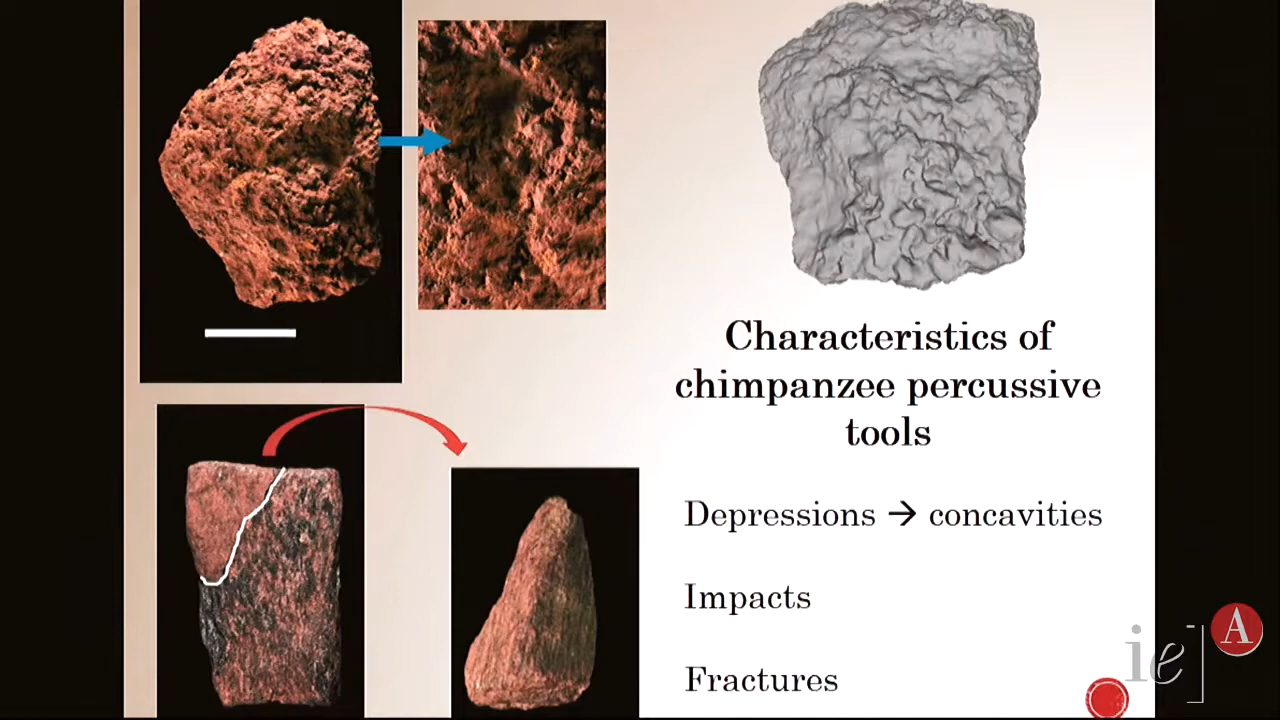 Characteristics of
chimpanzee percussive
tools
Depressions → concavities
Impacts
Fractures
ie]
A